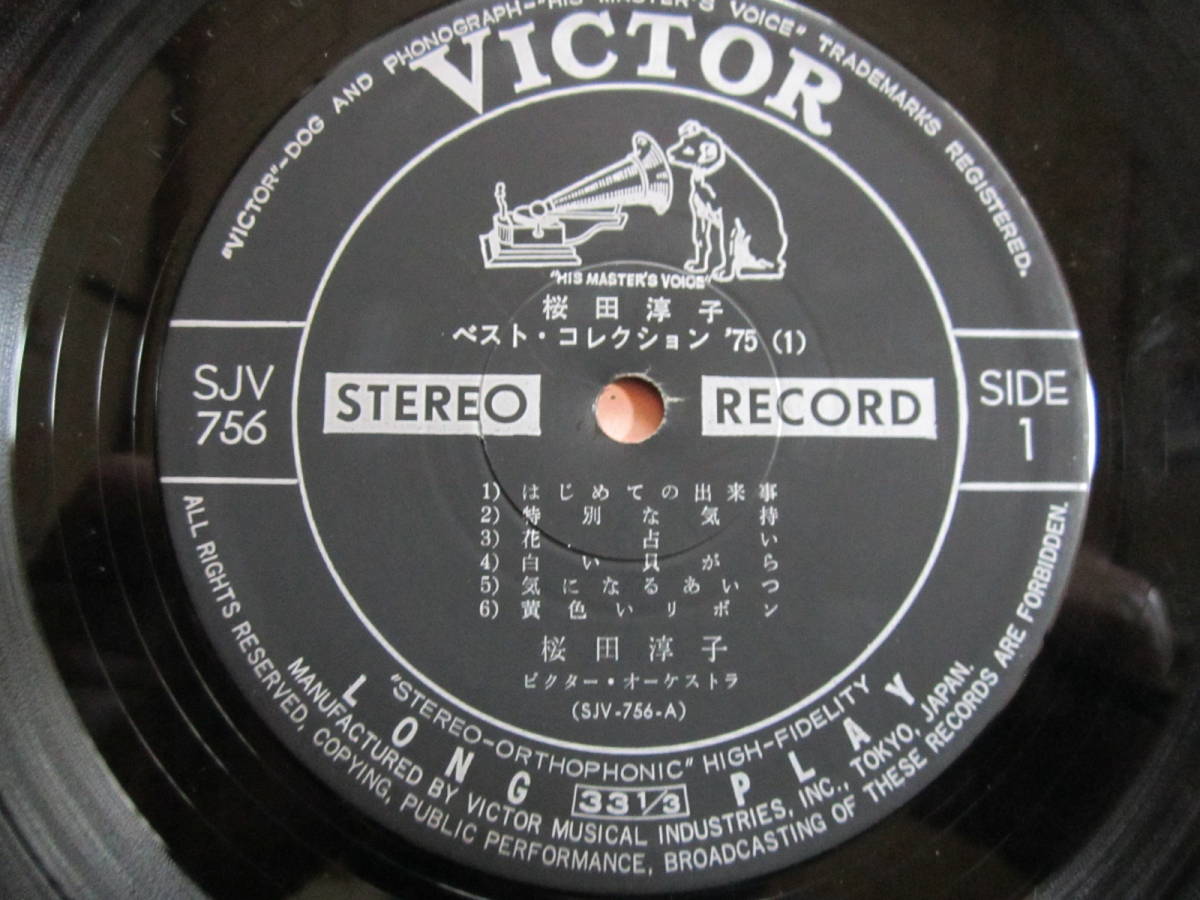 "VICTOR"-DOG AND PHONOGRAPH-"HIS MASTER'S VOICE" TRADEMARKS REGISTERED.
VICTOR
"HIS MASTER'S VOICE"
桜田淳子
ベスト・コレクション '75 (1)
SJV
756
STEREO RECORD
SIDE
1
1) はじめての出来事
2) 特別な気持
3) 花占い
4) 白い貝がら
5) 気になるあいつ
6)黄色いリボン
桜田淳子
ビクター・オーケストラ
(SJV-756-A)
"STEREO-ORTHOPHONIC" HIGH-FIDELITY
LONG 33 1/3 PLAY
MANUFACTURED BY VICTOR MUSICAL INDUSTRIES, INC., TOKYO, JAPAN.
ALL RIGHTS RESERVED, COPYING, PUBLIC PERFORMANCE, BROADCASTING OF THESE RECORDS ARE FORBIDDEN.